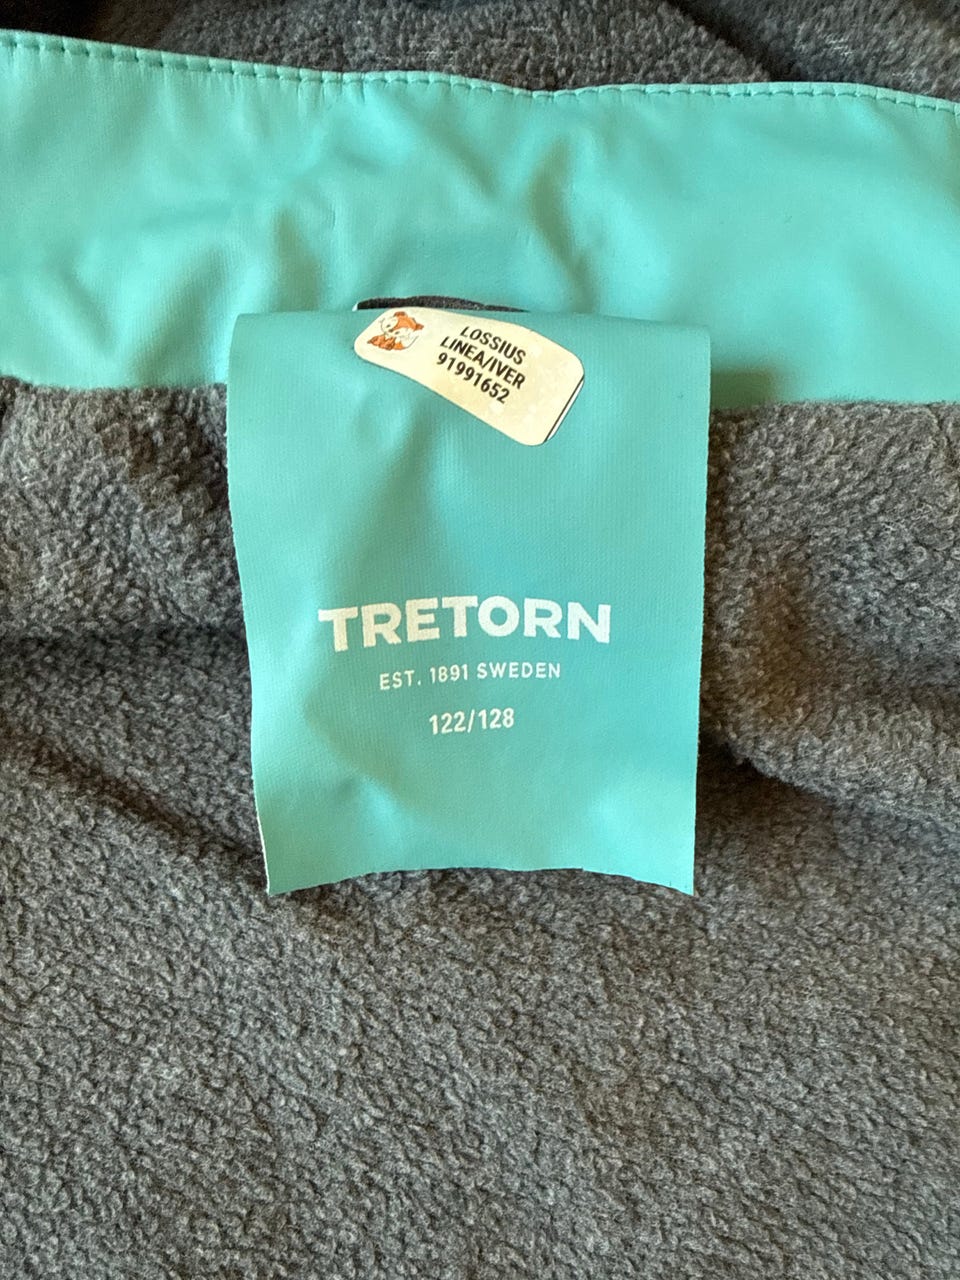 LOSSIUS
LINEA/IVER
91991652
TRETORN
EST. 1891 SWEDEN
122/128